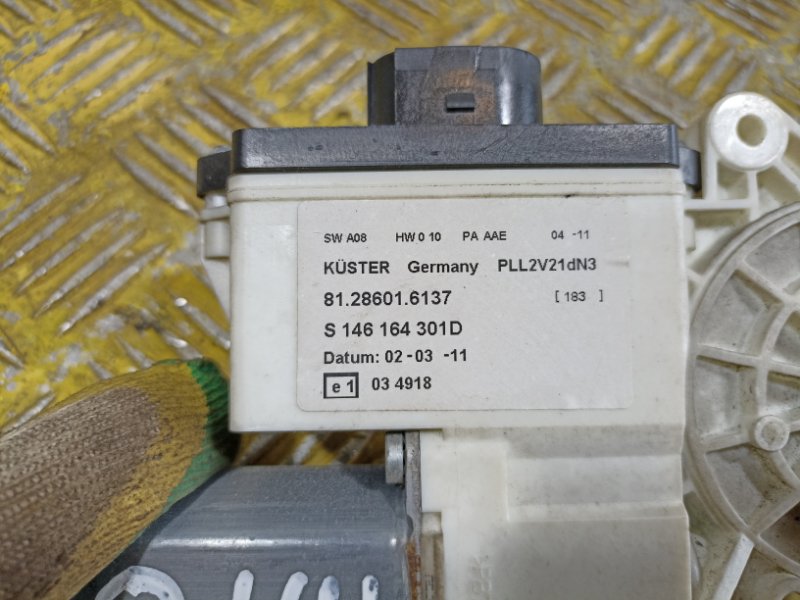 SW A08 HW 0 10 PA AAE 04 -11
KÜSTER Germany PLL2V21dN3
81.28601.6137 [ 183 ]
S 146 164 301D
Datum: 02-03 -11
e 1 03 4918